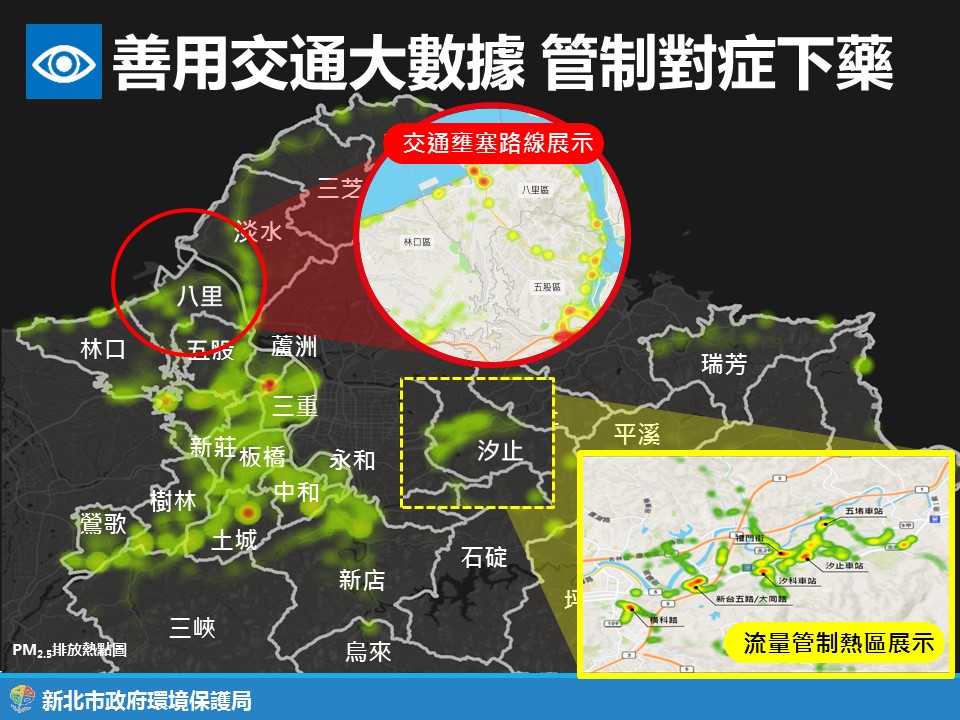 善用交通大數據 管制對症下藥
交通壅塞路線展示
三芝
淡水
八里
八里區
林口區
五股區
林口
五股
蘆洲
瑞芳
三重
平溪
新莊
板橋
永和
汐止
樹林
中和
鶯歌
土城
石碇
新店
坪
三峽
烏來
五堵車站
禮門街
汐止車站
汐科車站
新台五路/大同路
橫科路
流量管制熱區展示
PM2.5排放熱點圖
新北市政府環境保護局